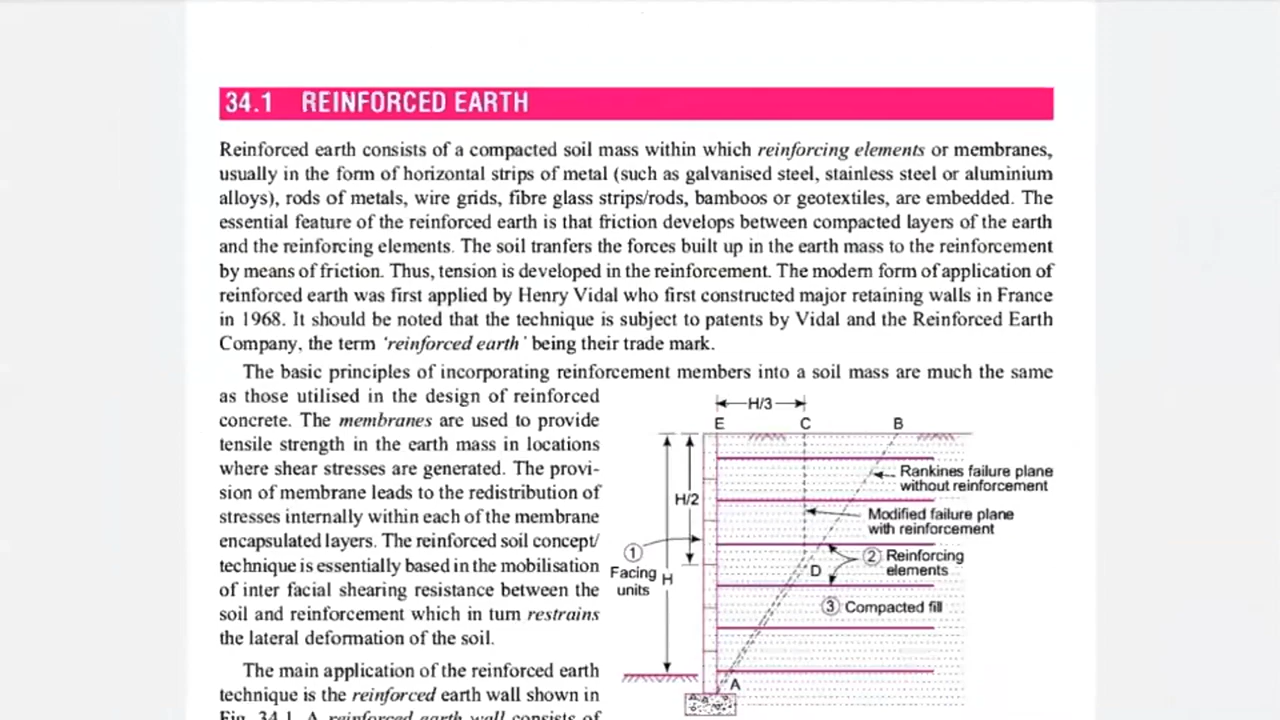 34.1 REINFORCED EARTH
Reinforced earth consists of a compacted soil mass within which reinforcing elements or membranes,
usually in the form of horizontal strips of metal (such as galvanised steel, stainless steel or aluminium
alloys), rods of metals, wire grids, fibre glass strips/rods, bamboos or geotextiles, are embedded. The
essential feature of the reinforced earth is that friction develops between compacted layers of the earth
and the reinforcing elements. The soil tranfers the forces built up in the earth mass to the reinforcement
by means of friction. Thus, tension is developed in the reinforcement. The modern form of application of
reinforced earth was first applied by Henry Vidal who first constructed major retaining walls in France
in 1968. It should be noted that the technique is subject to patents by Vidal and the Reinforced Earth
Company, the term ‘reinforced earth’ being their trade mark.
The basic principles of incorporating reinforcement members into a soil mass are much the same
as those utilised in the design of reinforced
concrete. The membranes are used to provide
tensile strength in the earth mass in locations
where shear stresses are generated. The provi-
sion of membrane leads to the redistribution of
stresses internally within each of the membrane
encapsulated layers. The reinforced soil concept/
technique is essentially based in the mobilisation
of inter facial shearing resistance between the
soil and reinforcement which in turn restrains
the lateral deformation of the soil.
The main application of the reinforced earth
technique is the reinforced earth wall shown in
Fig. 34.1. A reinforced earth wall consists of
H/3
E C B
Rankines failure plane
without reinforcement
H/2
Modified failure plane
with reinforcement
1
Facing
units
H
2 Reinforcing
elements
D
3 Compacted fill
A